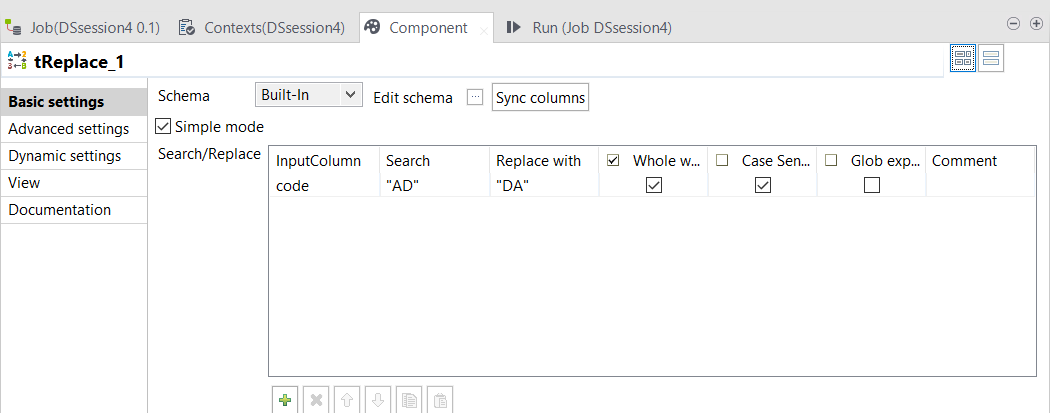 Job(DSsession4 0.1) Contexts(DSsession4) Component Run (Job DSsession4)
tReplace_1
Basic settings
Advanced settings
Dynamic settings
View
Documentation
Schema Built-In Edit schema ... Sync columns
Simple mode
Search/Replace
InputColumn Search Replace with Whole w... Case Sen... Glob exp... Comment
code "AD" "DA"